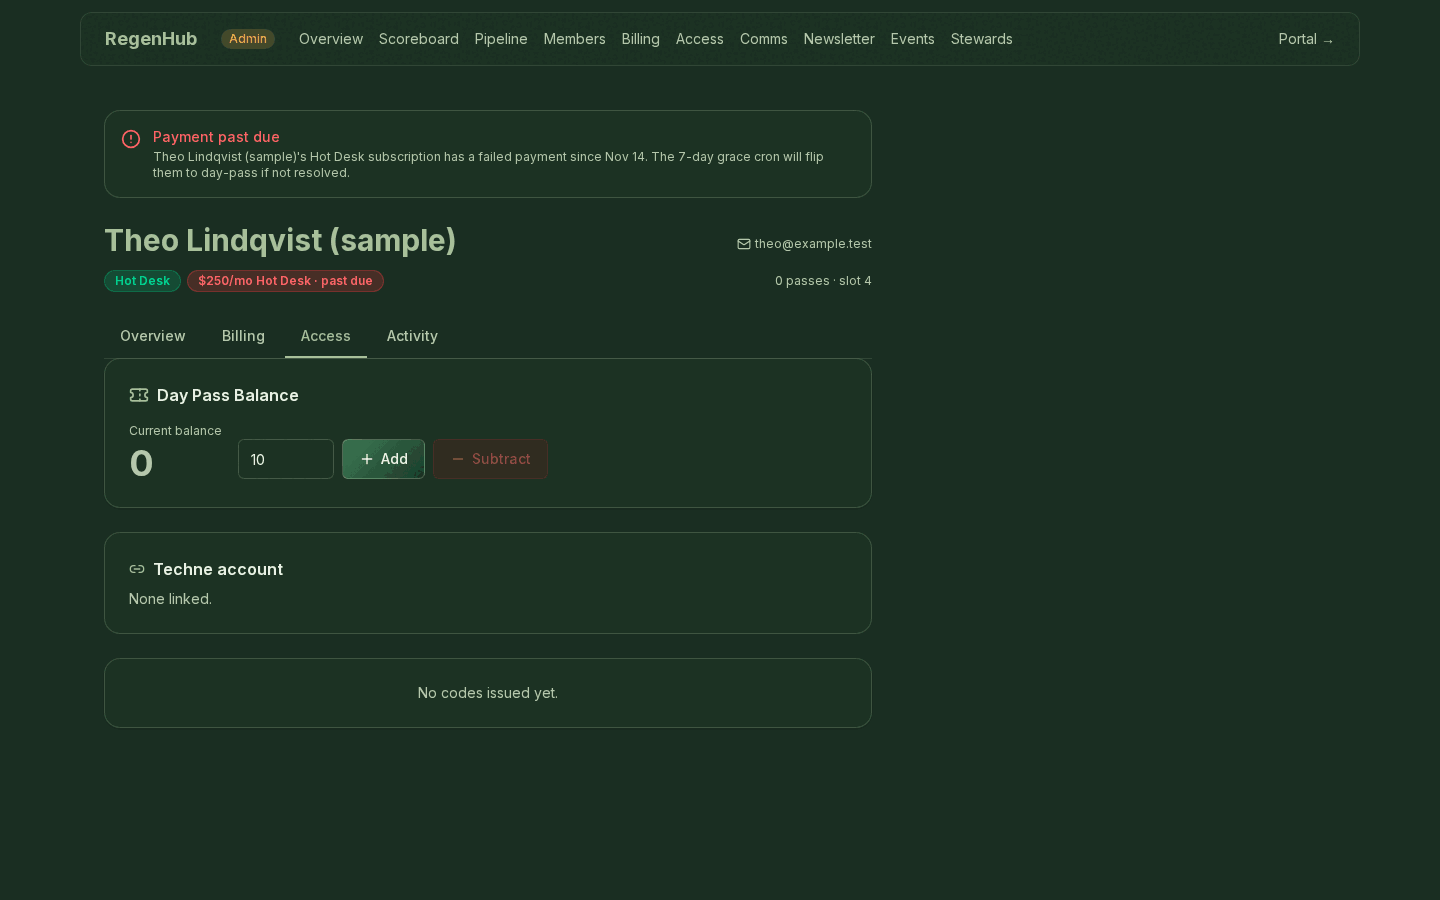 RegenHub Admin Overview Scoreboard Pipeline Members Billing Access Comms Newsletter Events Stewards Portal →
Payment past due
Theo Lindqvist (sample)'s Hot Desk subscription has a failed payment since Nov 14. The 7-day grace cron will flip
them to day-pass if not resolved.
Theo Lindqvist (sample)
theo@example.test
Hot Desk $250/mo Hot Desk · past due
0 passes · slot 4
Overview Billing Access Activity
Day Pass Balance
Current balance
0
10
+ Add
− Subtract
Techne account
None linked.
No codes issued yet.